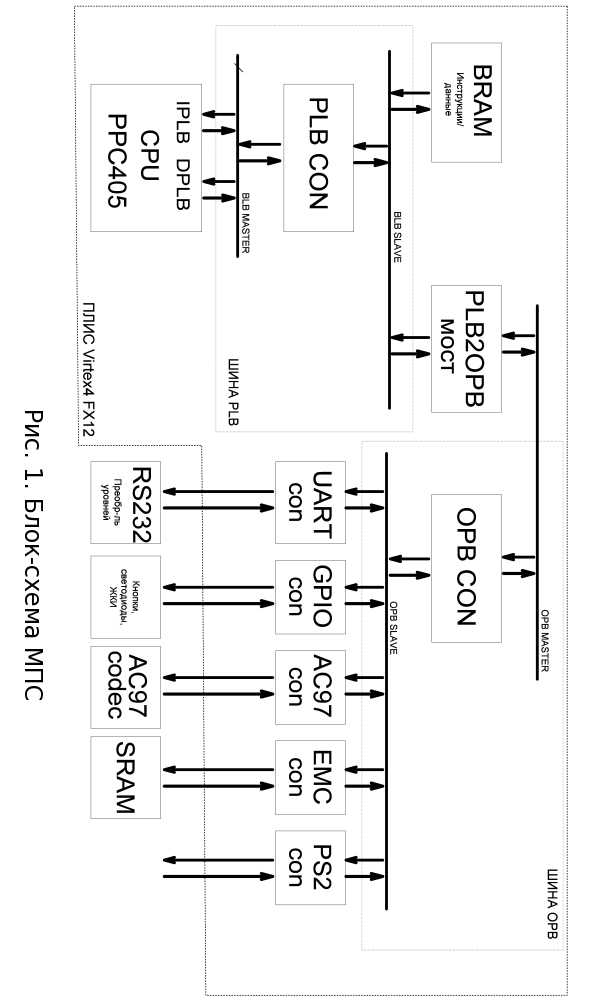 ШИНА OPB
OPB MASTER
BRAM
Инструкции/
данные
PLB2OPB
МОСТ
OPB CON
BLB SLAVE
OPB SLAVE
PLB CON
UART
con
GPIO
con
AC97
con
EMC
con
PS2
con
BLB MASTER
ШИНА PLB
IPLB DPLB
CPU
PPC405
RS232
Преобр-ль
уровней
Кнопки,
светодиоды,
ЖКИ
AC97
codec
SRAM
ПЛИС Virtex4 FX12
Рис. 1. Блок-схема МПС